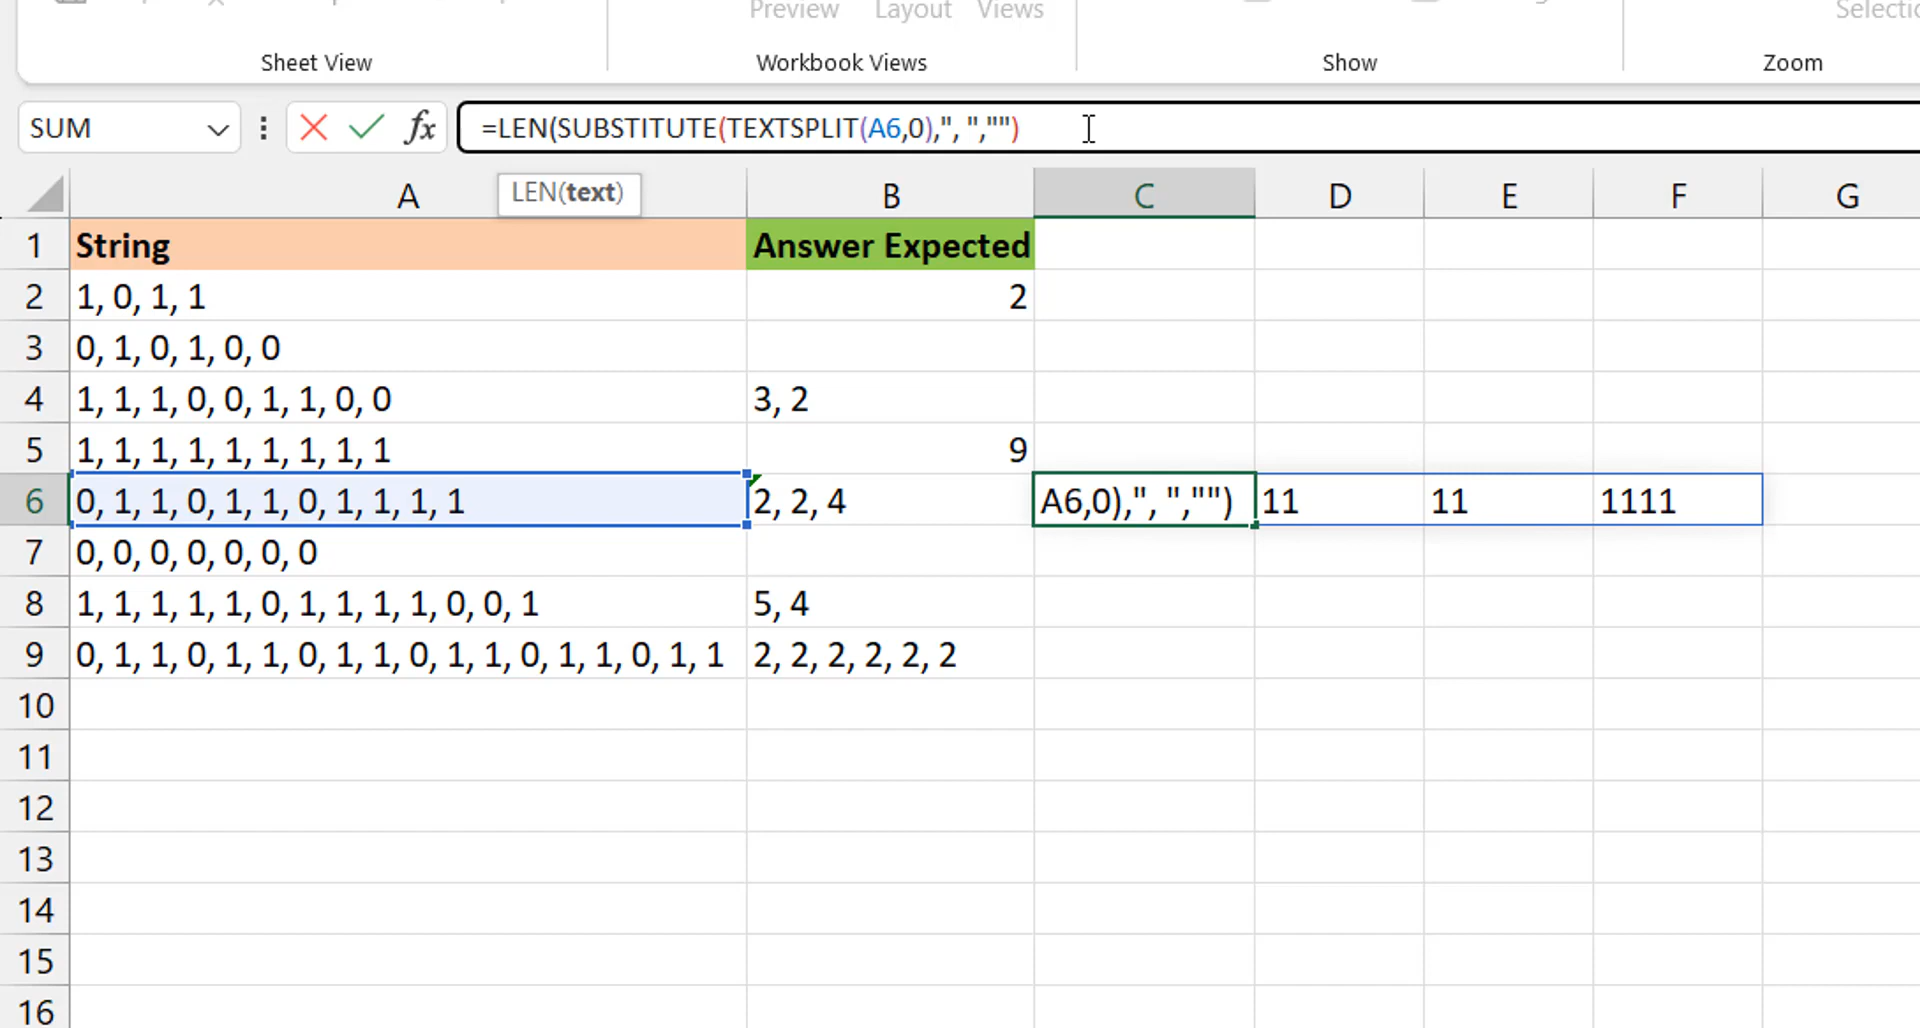 Preview Layout Views Selectic
Sheet View Workbook Views Show Zoom
SUM fx =LEN(SUBSTITUTE(TEXTSPLIT(A6,0),", ","")
LEN(text)
A B C D E F G
1 String Answer Expected
2 1, 0, 1, 1 2
3 0, 1, 0, 1, 0, 0
4 1, 1, 1, 0, 0, 1, 1, 0, 0 3, 2
5 1, 1, 1, 1, 1, 1, 1, 1, 1 9
6 0, 1, 1, 0, 1, 1, 0, 1, 1, 1, 1 2, 2, 4 A6,0),", ","") 11 11 1111
7 0, 0, 0, 0, 0, 0, 0
8 1, 1, 1, 1, 1, 0, 1, 1, 1, 1, 0, 0, 1 5, 4
9 0, 1, 1, 0, 1, 1, 0, 1, 1, 0, 1, 1, 0, 1, 1, 0, 1, 1 2, 2, 2, 2, 2, 2
10
11
12
13
14
15
16